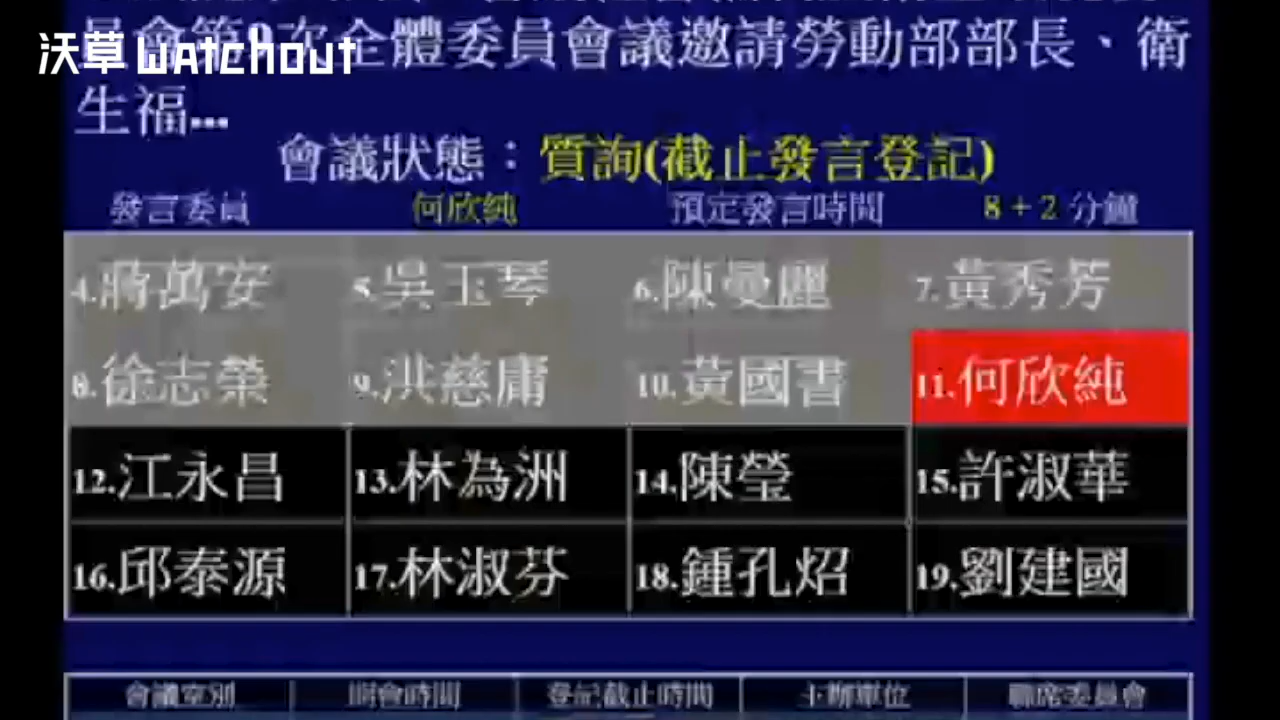 沃草 watchout
員會第9次全體委員會議邀請勞動部部長、衛
生福...
會議狀態：質詢(截止發言登記)
發言委員 何欣純 預定發言時間 8+2 分鐘
4.蔣萬安 5.吳玉琴 6.陳曼麗 7.黃秀芳
8.徐志榮 9.洪慈庸 10.黃國書 11.何欣純
12.江永昌 13.林為洲 14.陳瑩 15.許淑華
16.邱泰源 17.林淑芬 18.鍾孔炤 19.劉建國
會議室別 開會時間 登記截止時間 主辦單位 聯席委員會